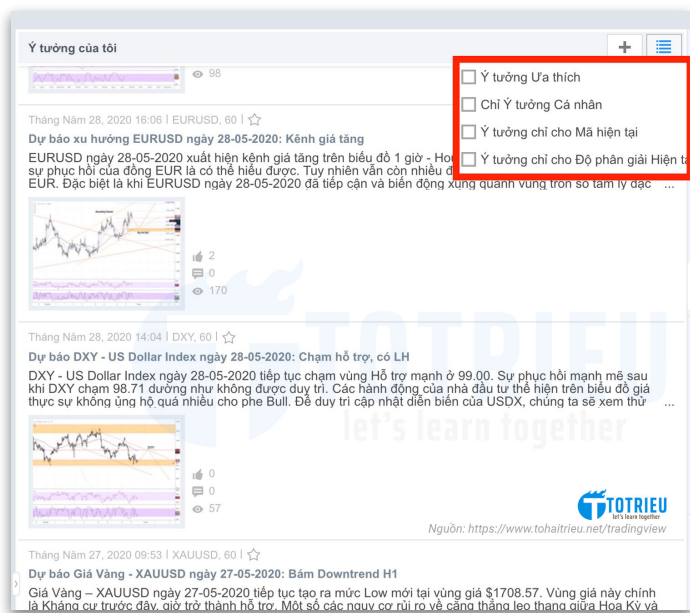 Ý tưởng của tôi
98
Ý tưởng Ưa thích
Chỉ Ý tưởng Cá nhân
Ý tưởng chỉ cho Mã hiện tại
Ý tưởng chỉ cho Độ phân giải Hiện tạ
Tháng Năm 28, 2020 16:06 | EURUSD, 60 |
Dự báo xu hướng EURUSD ngày 28-05-2020: Kênh giá tăng
EURUSD ngày 28-05-2020 xuất hiện kênh giá tăng trên biểu đồ 1 giờ - Ho
sự phục hồi của đồng EUR là có thể hiểu được. Tuy nhiên vẫn còn nhiều đ
EUR. Đặc biệt là khi EURUSD ngày 28-05-2020 đã tiếp cận và biến động xung quanh vùng tròn số tâm lý đặc ...
2
0
170
Tháng Năm 28, 2020 14:04 | DXY, 60 |
Dự báo DXY - US Dollar Index ngày 28-05-2020: Chạm hỗ trợ, có LH
DXY - US Dollar Index ngày 28-05-2020 tiếp tục chạm vùng Hỗ trợ mạnh ở 99.00. Sự phục hồi mạnh mẽ sau
khi DXY chạm 98.71 dường như không được duy trì. Các hành động của nhà đầu tư thể hiện trên biểu đồ giá
thực sự không ủng hộ quá nhiều cho phe Bull. Để duy trì cập nhật diễn biến của USDX, chúng ta sẽ xem thử ...
TOTRIEU
let's learn together
0
0
57
TOTRIEU
let's learn together
Nguồn: https://www.tohaitrieu.net/tradingview
Tháng Năm 27, 2020 09:53 | XAUUSD, 60 |
Dự báo Giá Vàng - XAUUSD ngày 27-05-2020: Bám Downtrend H1
Giá Vàng – XAUUSD ngày 27-05-2020 tiếp tục tạo ra mức Low mới tại vùng giá $1708.57. Vùng giá này chính
là Kháng cự trước đây, giờ trở thành hỗ trợ. Một số các nguy cơ rủi ro về căng thẳng leo thang giữa Hoa Kỳ và